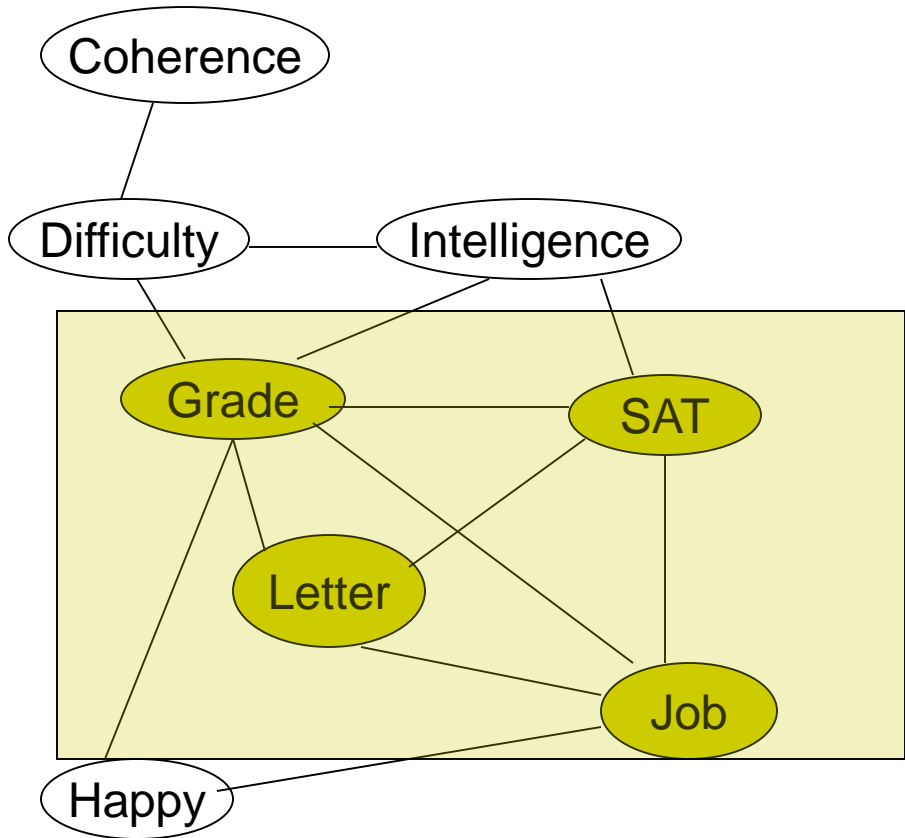 Coherence
Difficulty
Intelligence
Grade
SAT
Letter
Job
Happy